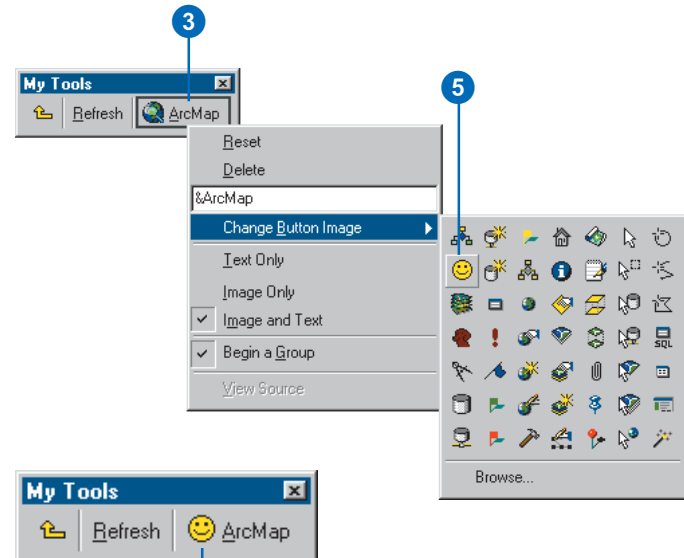 3
My Tools
Refresh ArcMap
5
Reset
Delete
&ArcMap
Change Button Image
Text Only
Image Only
Image and Text
Begin a Group
View Source
SQL
Browse...
My Tools
Refresh ArcMap